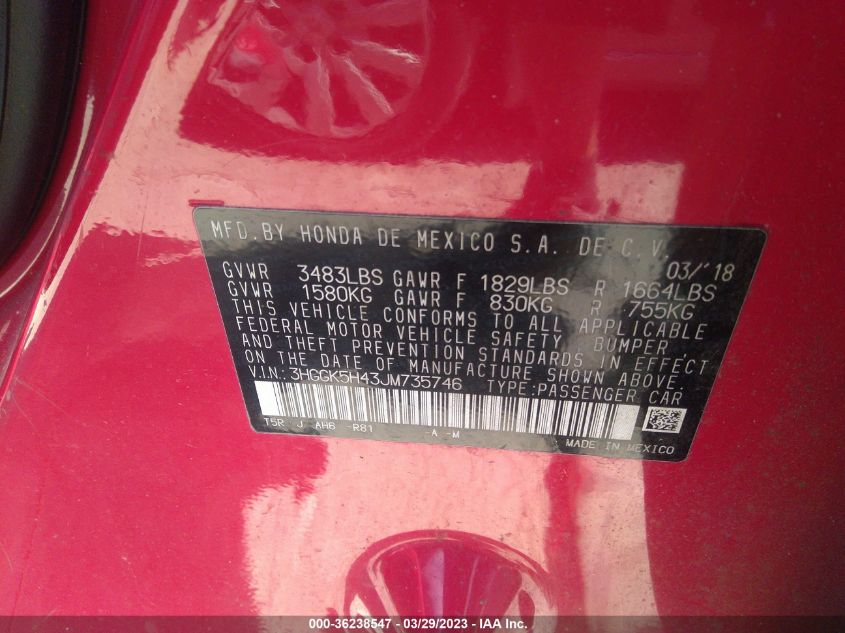 MFD. BY HONDA DE MEXICO S.A. DE C.V.
03/'18
GVWR 3483LBS GAWR F 1829LBS R 1664LBS
GVWR 1580KG GAWR F 830KG R 755KG
THIS VEHICLE CONFORMS TO ALL APPLICABLE
FEDERAL MOTOR VEHICLE SAFETY, BUMPER,
AND THEFT PREVENTION STANDARDS IN EFFECT
ON THE DATE OF MANUFACTURE SHOWN ABOVE.
V.I.N.:3HGGK5H43JM735746 TYPE:PASSENGER CAR
T5R J AH6 -R81 -A -M
MADE IN MEXICO
000-36238547 - 03/29/2023 - IAA Inc.